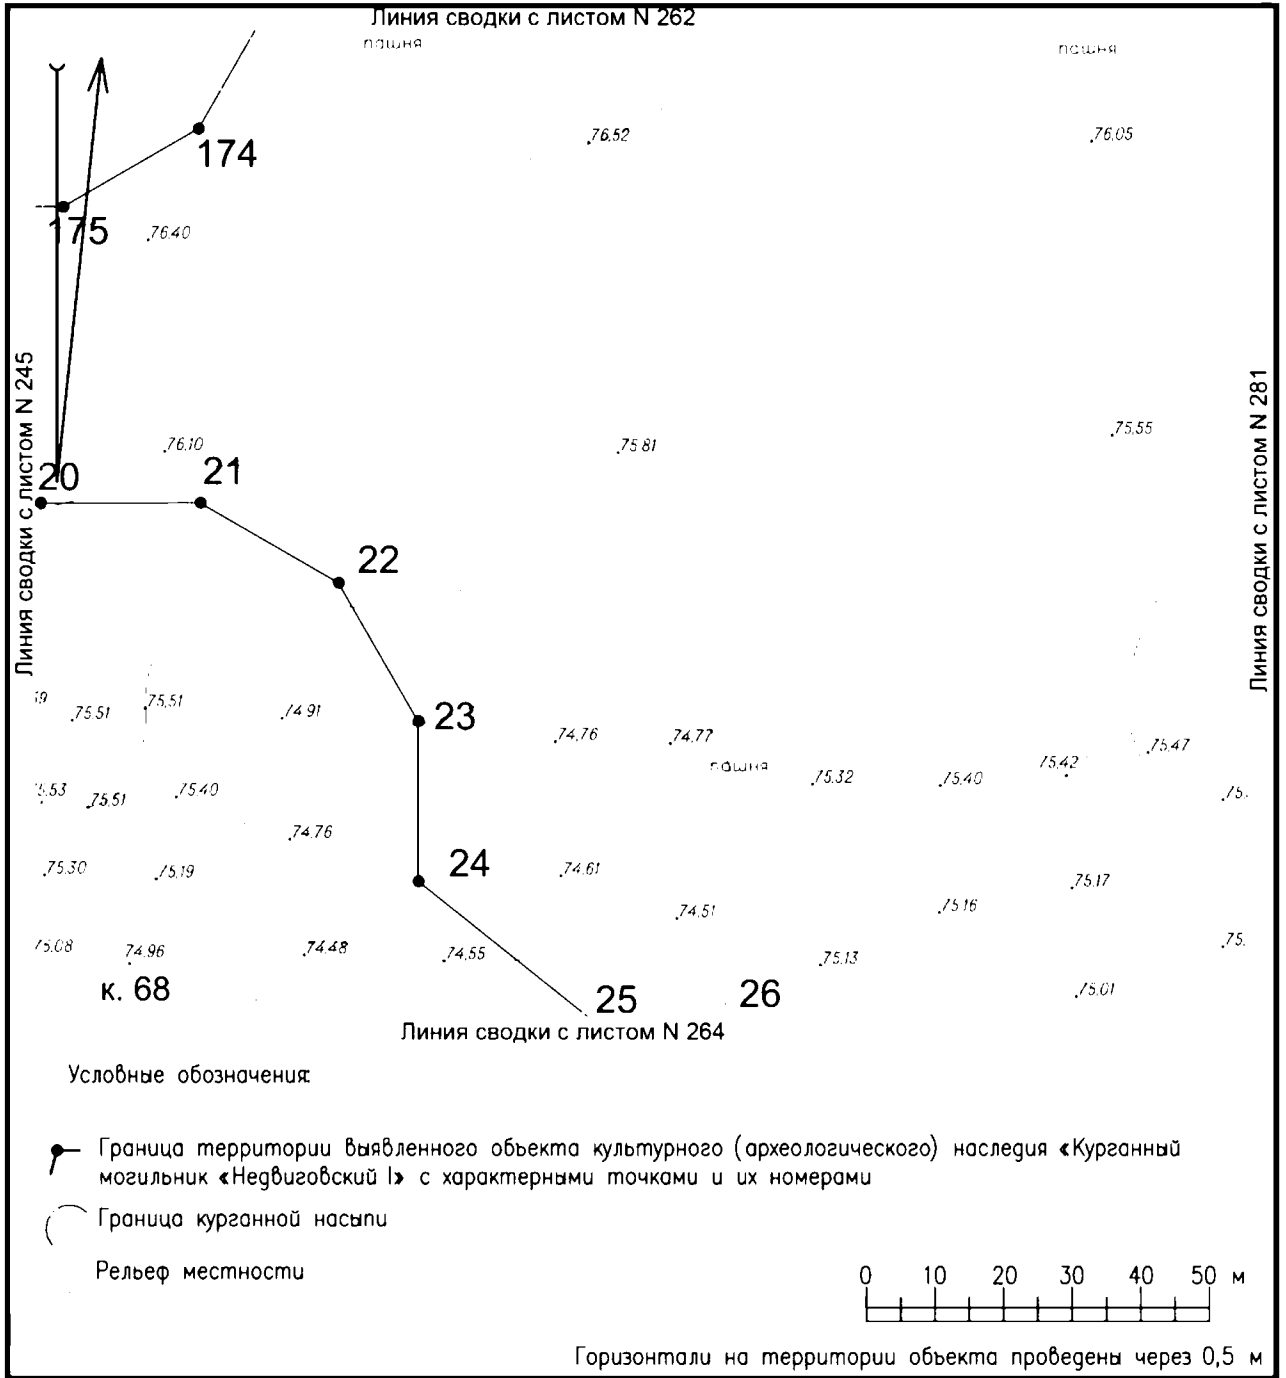 Линия сводки с листом N 262
пашня
пашня
174
76,52
76,05
175
76.40
Линия сводки с листом N 245
Линия сводки с листом N 281
75,55
76,10
75.81
20
21
22
75.51
75,51
74.91
23
74,76
74,77
75,47
75,42
пашня
75,32
75,40
75,51
75,40
74.76
75.30
75,19
24
74,61
75.17
74.51
75.16
74.96
74.48
74,55
75.13
к. 68
25
26
75.01
Линия сводки с листом N 264
Условные обозначения:
Граница территории выявленного объекта культурного (археологического) наследия «Курганный
могильник «Недвиговский I» с характерными точками и их номерами
Граница курганной насыпи
Рельеф местности
0 10 20 30 40 50 м
Горизонтали на территории объекта проведены через 0,5 м